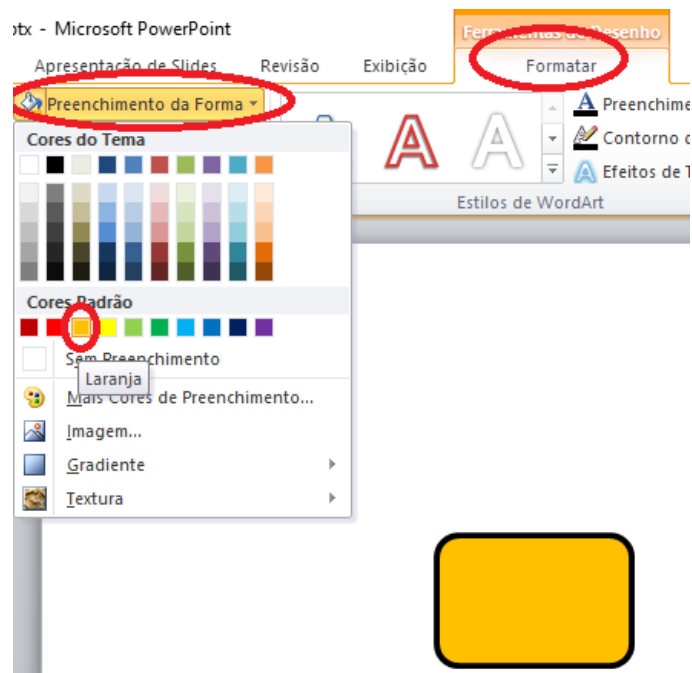 otx - Microsoft PowerPoint
Ferramentas de Desenho
Apresentação de Slides Revisão Exibição Formatar
Preenchimento da Forma
Preenchime
Contorno d
Efeitos de T
Estilos de WordArt
Cores do Tema
Cores Padrão
Sem Preenchimento
Laranja
Mais Cores de Preenchimento...
Imagem...
Gradiente
Textura